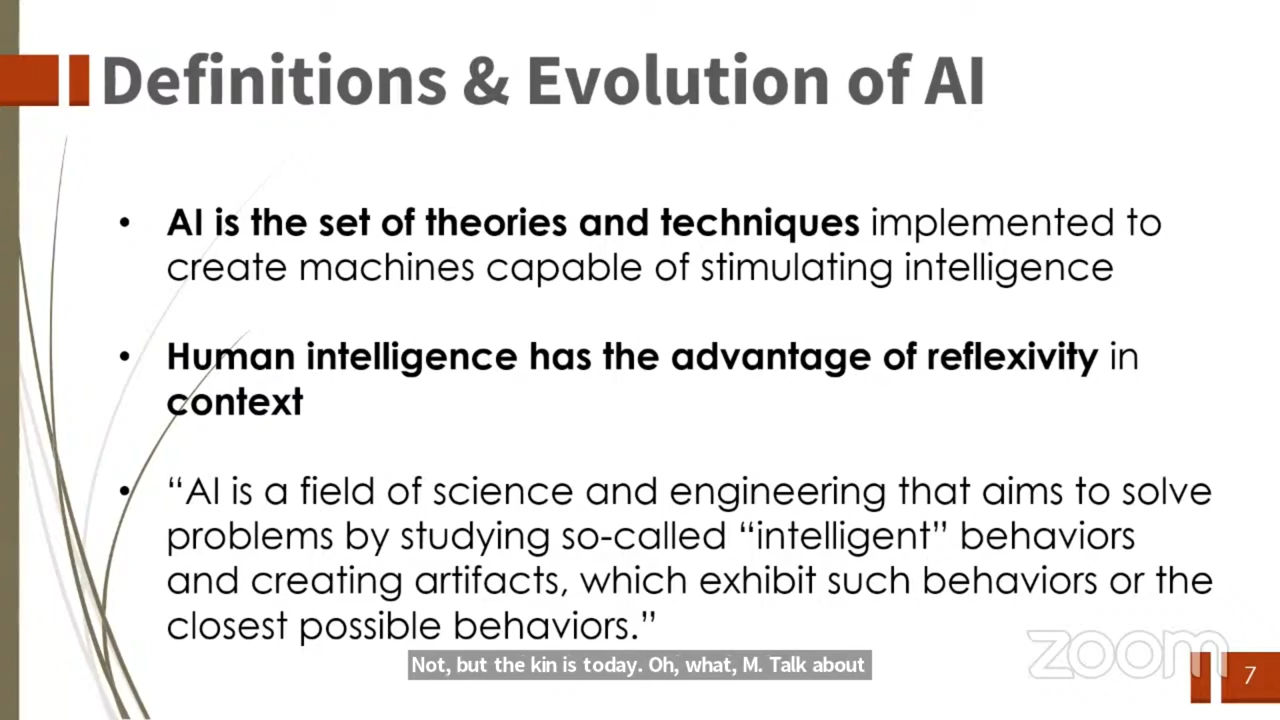 Definitions & Evolution of AI
• AI is the set of theories and techniques implemented to
create machines capable of stimulating intelligence
• Human intelligence has the advantage of reflexivity in
context
• “AI is a field of science and engineering that aims to solve
problems by studying so-called “intelligent” behaviors
and creating artifacts, which exhibit such behaviors or the
closest possible behaviors.”
Not, but the kin is today. Oh, what, M. Talk about
zoom
7